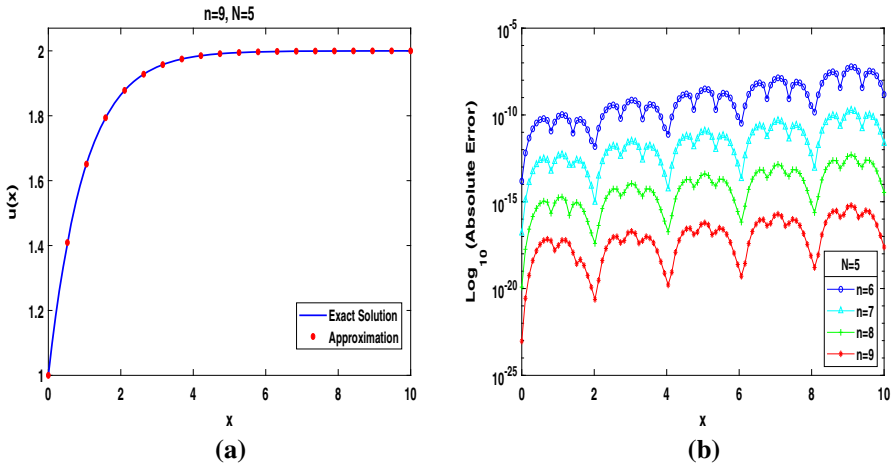 n=9, N=5
u(x)
2
1.8
1.6
1.4
1.2
1
0 2 4 6 8 10
x
Exact Solution
Approximation
(a)
Log10(Absolute Error)
10-5
10-10
10-15
10-20
10-25
0 2 4 6 8 10
x
N=5
n=6
n=7
n=8
n=9
(b)